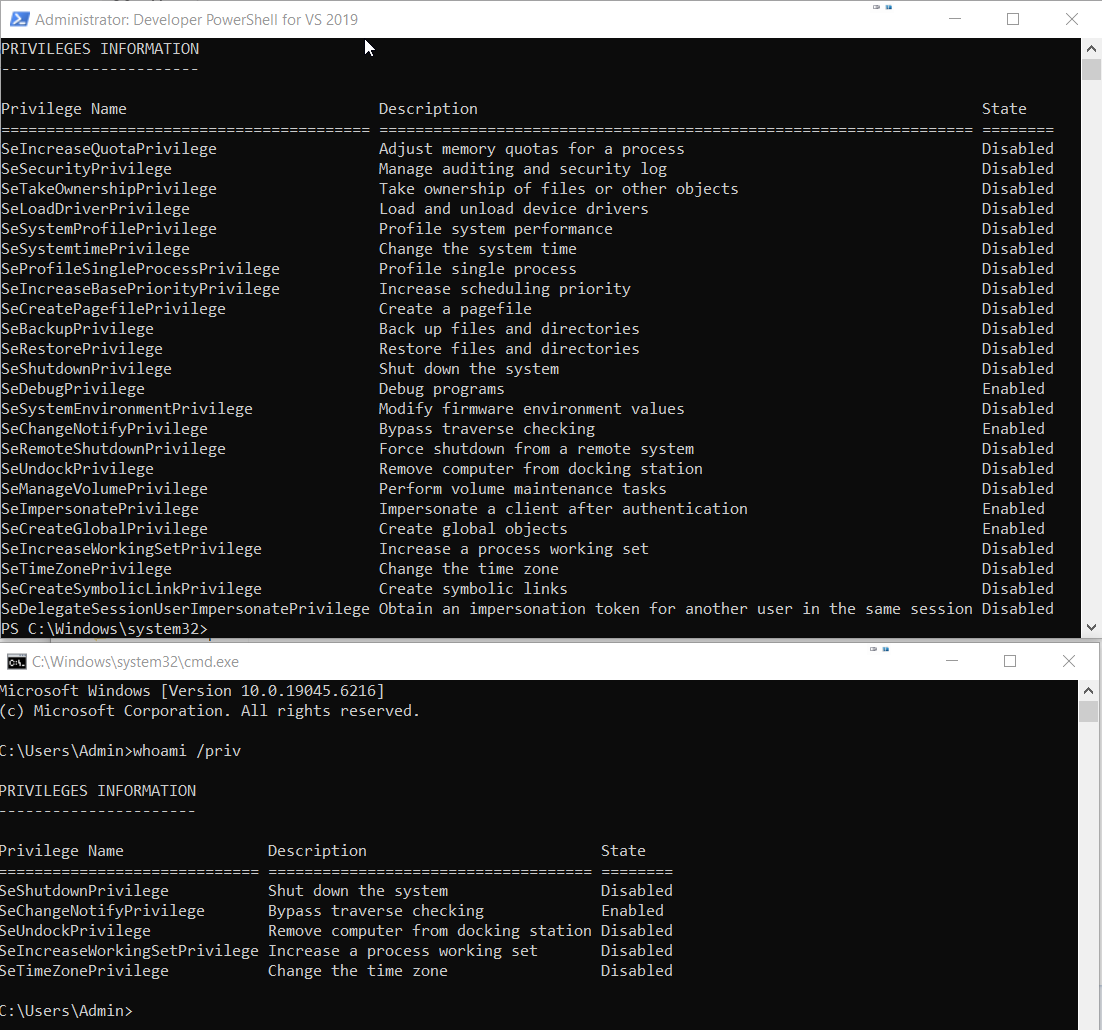 Administrator: Developer PowerShell for VS 2019
PRIVILEGES INFORMATION
----------------------
Privilege Name Description State
========================================= ================================================================== ========
SeIncreaseQuotaPrivilege Adjust memory quotas for a process Disabled
SeSecurityPrivilege Manage auditing and security log Disabled
SeTakeOwnershipPrivilege Take ownership of files or other objects Disabled
SeLoadDriverPrivilege Load and unload device drivers Disabled
SeSystemProfilePrivilege Profile system performance Disabled
SeSystemtimePrivilege Change the system time Disabled
SeProfileSingleProcessPrivilege Profile single process Disabled
SeIncreaseBasePriorityPrivilege Increase scheduling priority Disabled
SeCreatePagefilePrivilege Create a pagefile Disabled
SeBackupPrivilege Back up files and directories Disabled
SeRestorePrivilege Restore files and directories Disabled
SeShutdownPrivilege Shut down the system Disabled
SeDebugPrivilege Debug programs Enabled
SeSystemEnvironmentPrivilege Modify firmware environment values Disabled
SeChangeNotifyPrivilege Bypass traverse checking Enabled
SeRemoteShutdownPrivilege Force shutdown from a remote system Disabled
SeUndockPrivilege Remove computer from docking station Disabled
SeManageVolumePrivilege Perform volume maintenance tasks Disabled
SeImpersonatePrivilege Impersonate a client after authentication Enabled
SeCreateGlobalPrivilege Create global objects Enabled
SeIncreaseWorkingSetPrivilege Increase a process working set Disabled
SeTimeZonePrivilege Change the time zone Disabled
SeCreateSymbolicLinkPrivilege Create symbolic links Disabled
SeDelegateSessionUserImpersonatePrivilege Obtain an impersonation token for another user in the same session Disabled
PS C:\Windows\system32>
C:\Windows\system32\cmd.exe
Microsoft Windows [Version 10.0.19045.6216]
(c) Microsoft Corporation. All rights reserved.
C:\Users\Admin>whoami /priv
PRIVILEGES INFORMATION
----------------------
Privilege Name Description State
============================= ==================================== ========
SeShutdownPrivilege Shut down the system Disabled
SeChangeNotifyPrivilege Bypass traverse checking Enabled
SeUndockPrivilege Remove computer from docking station Disabled
SeIncreaseWorkingSetPrivilege Increase a process working set Disabled
SeTimeZonePrivilege Change the time zone Disabled
C:\Users\Admin>